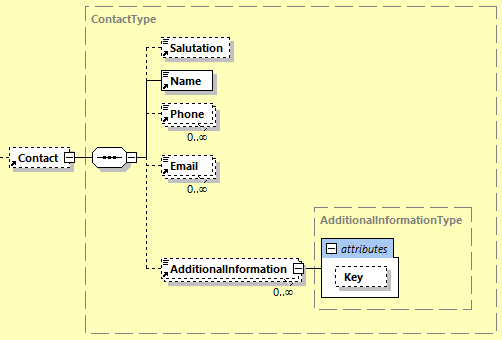 ContactType
Salutation
Name
Phone
0..∞
Contact
Email
0..∞
AdditionalInformationType
attributes
AdditionalInformation
Key
0..∞